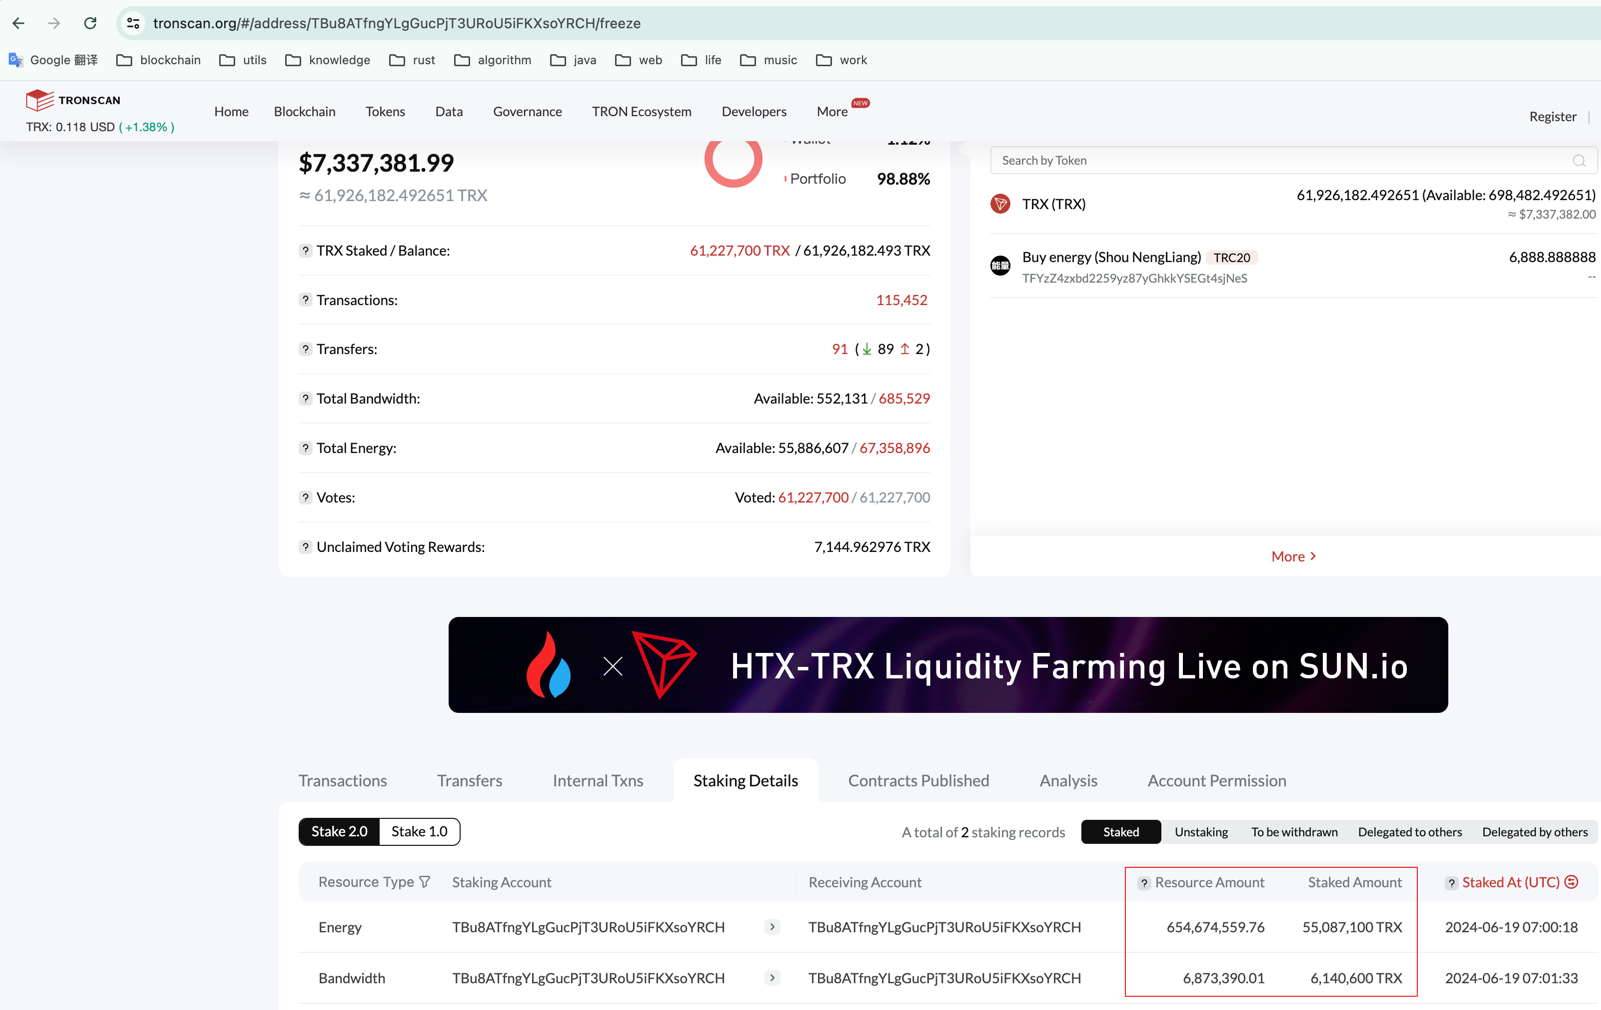 tronscan.org/#/address/TBu8ATfngYLgGucPjT3URoU5iFKXsoYRCH/freeze
Google 翻译 blockchain utils knowledge rust algorithm java web life music work
TRONSCAN
TRX: 0.118 USD ( +1.38% )
Home Blockchain Tokens Data Governance TRON Ecosystem Developers More NEW
Register
$7,337,381.99
≈ 61,926,182.492651 TRX
Wallet 1.12%
Portfolio 98.88%
? TRX Staked / Balance: 61,227,700 TRX / 61,926,182.493 TRX
? Transactions: 115,452
? Transfers: 91 (↓ 89 ↑ 2)
? Total Bandwidth: Available: 552,131 / 685,529
? Total Energy: Available: 55,886,607 / 67,358,896
? Votes: Voted: 61,227,700 / 61,227,700
? Unclaimed Voting Rewards: 7,144.962976 TRX
Search by Token
TRX (TRX) 61,926,182.492651 (Available: 698,482.492651)
≈ $7,337,382.00
能量 Buy energy (Shou NengLiang) TRC20 6,888.888888
TFYzZ4zxbd2259yz87yGhkkYSEGt4sjNeS --
More >
HTX-TRX Liquidity Farming Live on SUN.io
Transactions Transfers Internal Txns Staking Details Contracts Published Analysis Account Permission
Stake 2.0 Stake 1.0
A total of 2 staking records Staked Unstaking To be withdrawn Delegated to others Delegated by others
Resource Type Staking Account Receiving Account ? Resource Amount Staked Amount ? Staked At (UTC)
Energy TBu8ATfngYLgGucPjT3URoU5iFKXsoYRCH > TBu8ATfngYLgGucPjT3URoU5iFKXsoYRCH 654,674,559.76 55,087,100 TRX 2024-06-19 07:00:18
Bandwidth TBu8ATfngYLgGucPjT3URoU5iFKXsoYRCH > TBu8ATfngYLgGucPjT3URoU5iFKXsoYRCH 6,873,390.01 6,140,600 TRX 2024-06-19 07:01:33